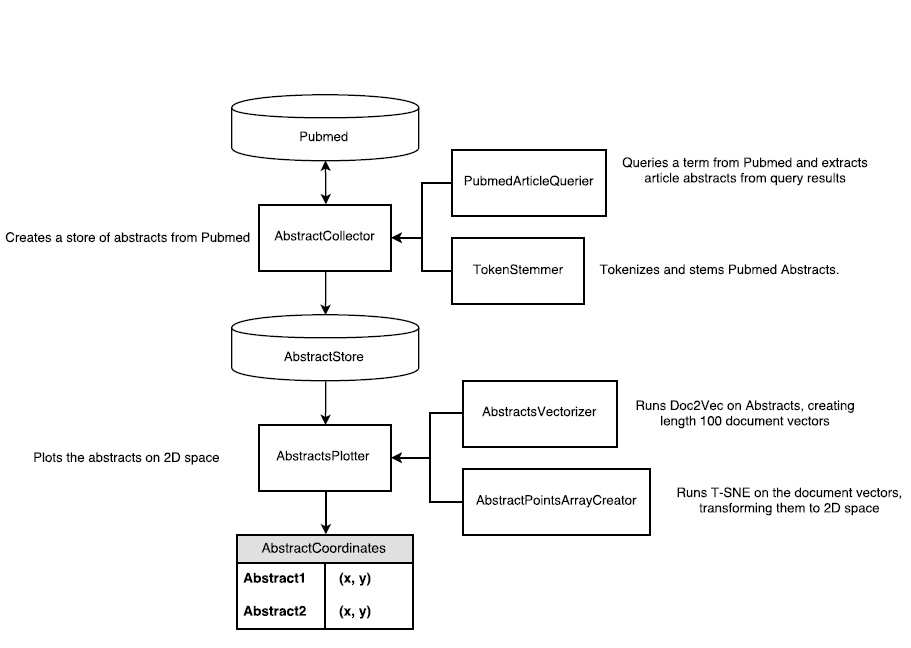 Pubmed
PubmedArticleQuerier
Queries a term from Pubmed and extracts
article abstracts from query results
Creates a store of abstracts from Pubmed
AbstractCollector
TokenStemmer
Tokenizes and stems Pubmed Abstracts.
AbstractStore
AbstractsVectorizer
Runs Doc2Vec on Abstracts, creating
length 100 document vectors
Plots the abstracts on 2D space
AbstractsPlotter
AbstractPointsArrayCreator
Runs T-SNE on the document vectors,
transforming them to 2D space
AbstractCoordinates
Abstract1 (x, y)
Abstract2 (x, y)